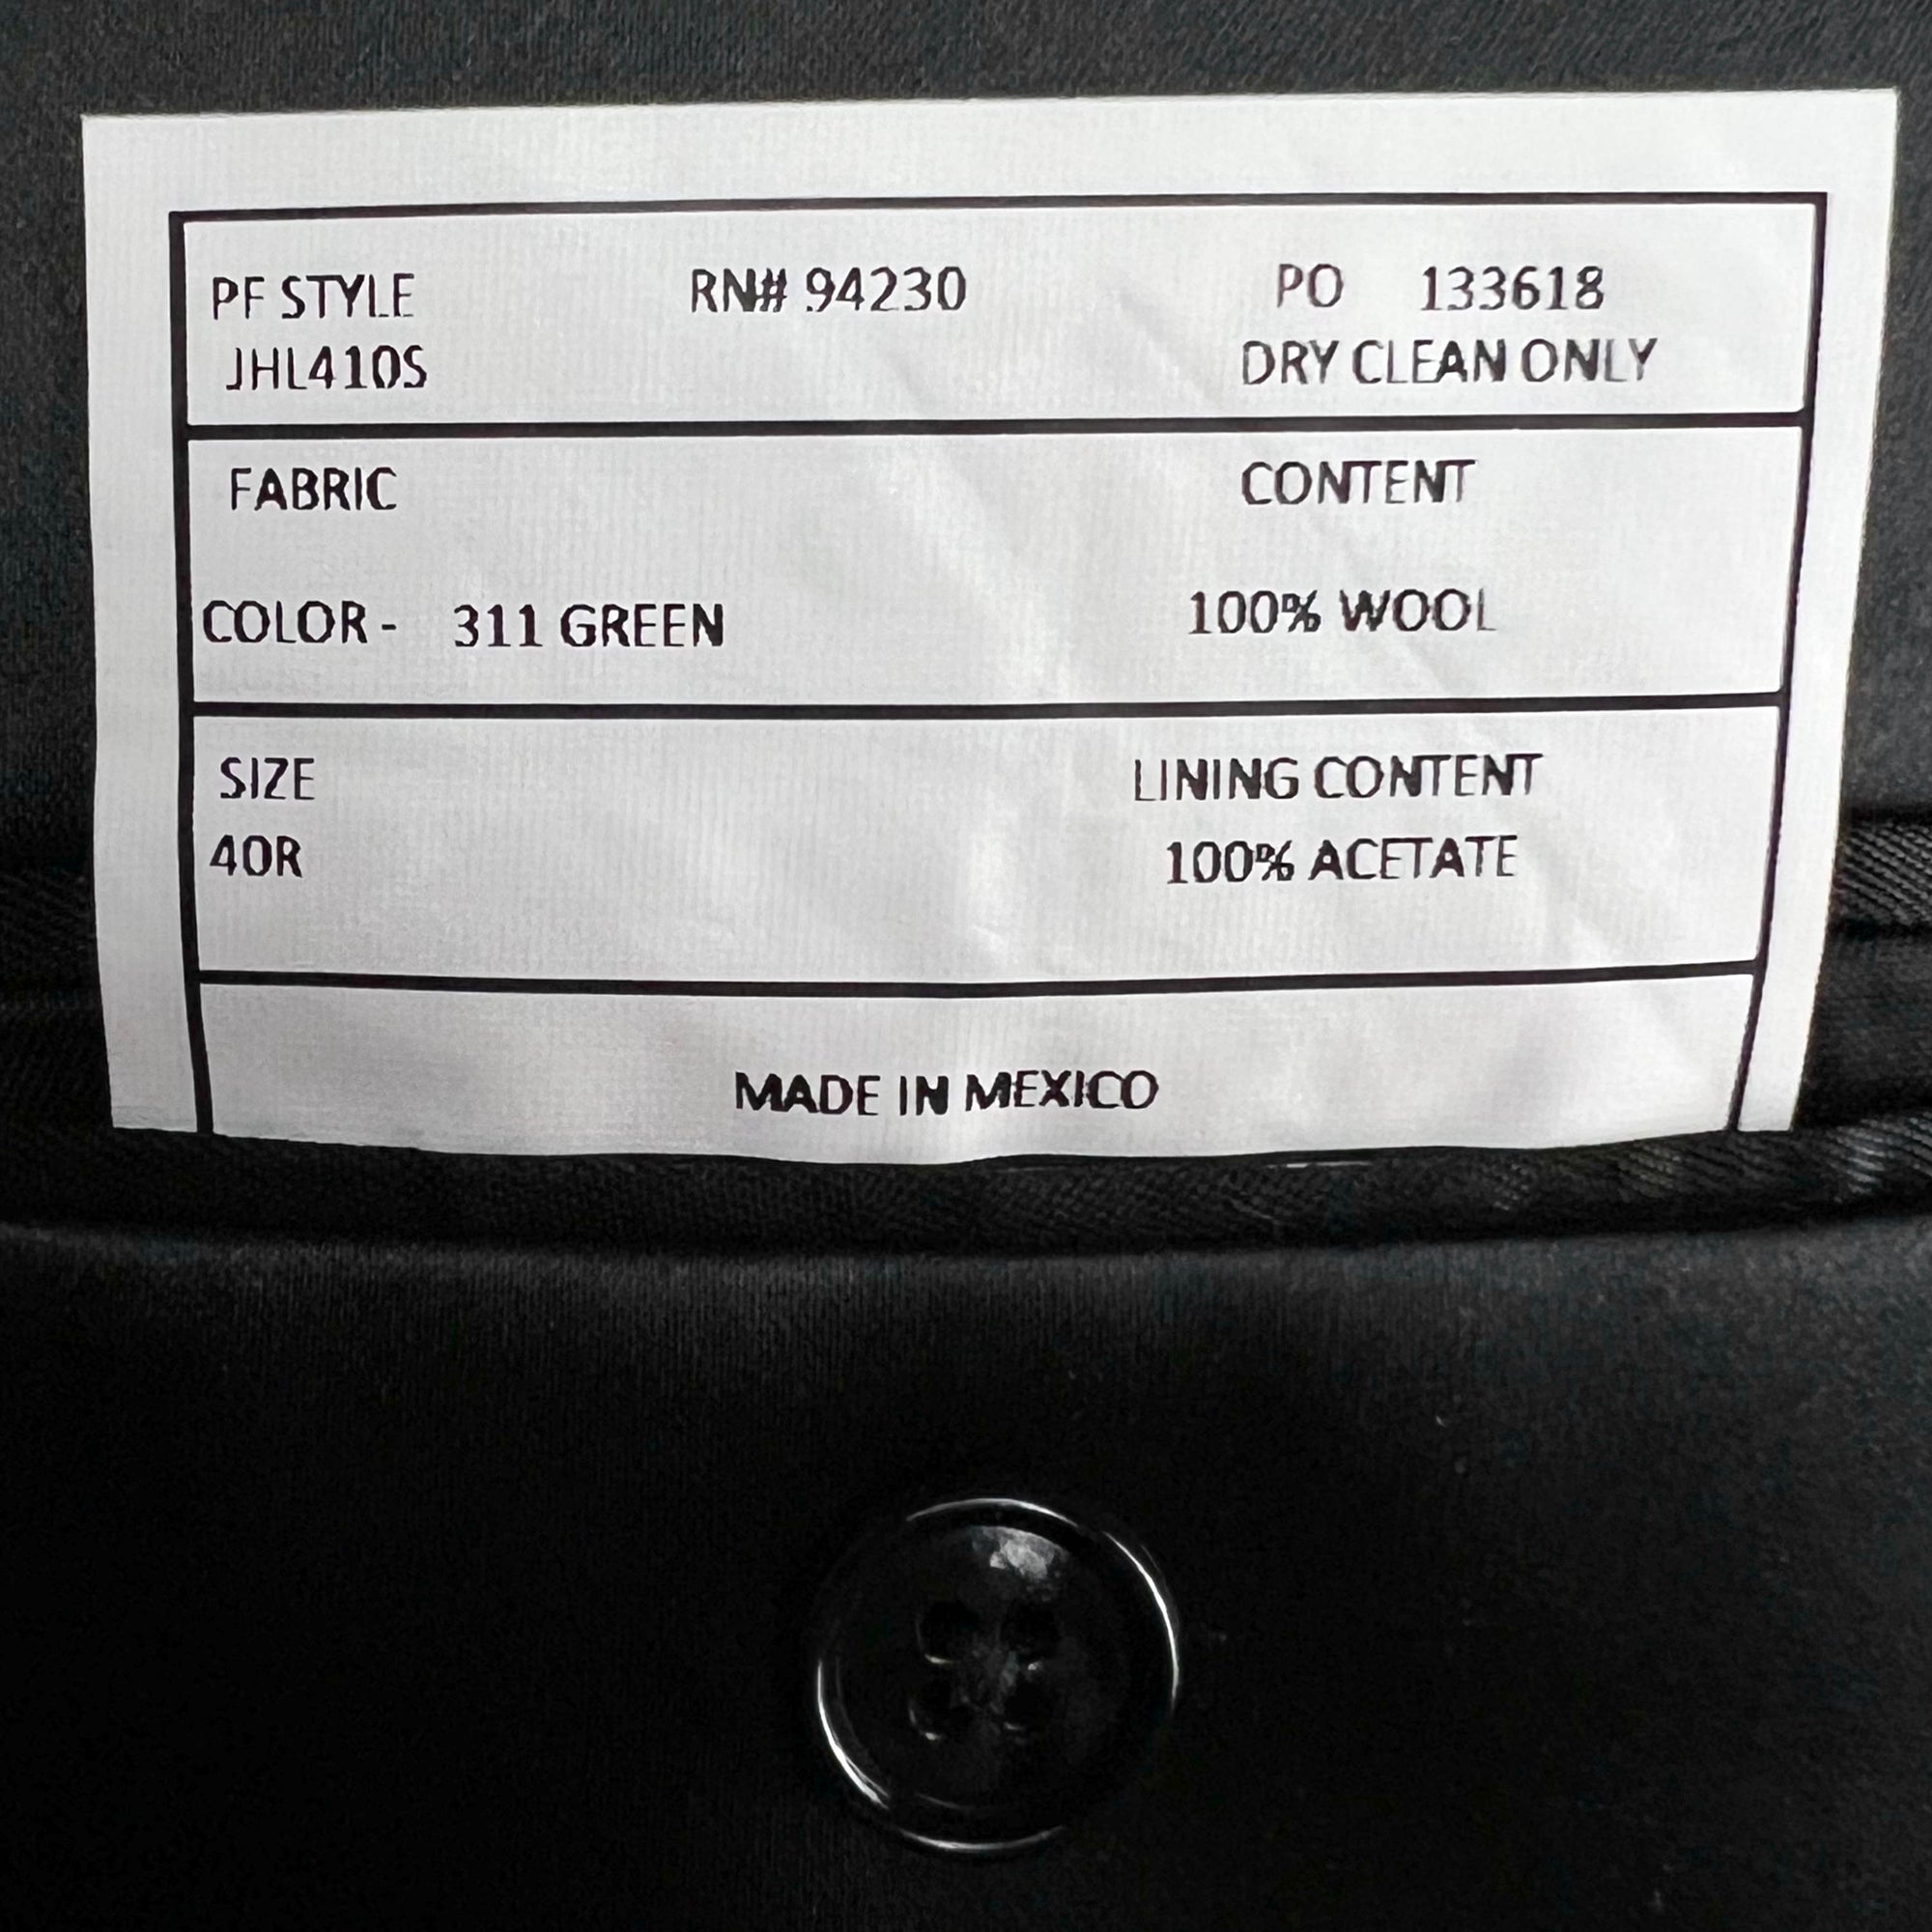 PF STYLE RN# 94230 PO 133618
JHL410S DRY CLEAN ONLY
FABRIC CONTENT
COLOR - 311 GREEN 100% WOOL
SIZE LINING CONTENT
40R 100% ACETATE
MADE IN MEXICO